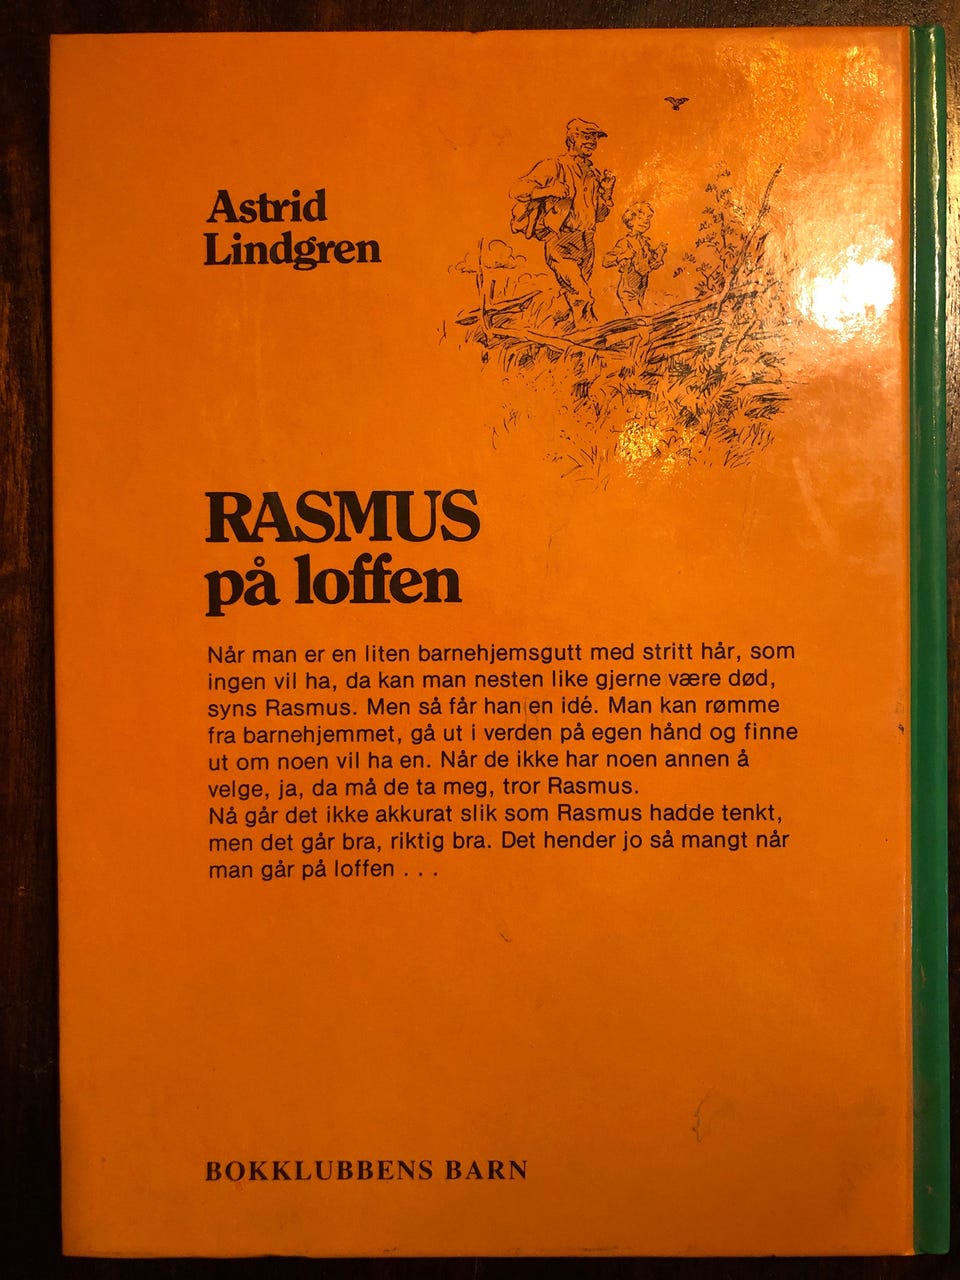 Astrid
Lindgren
RASMUS
på loffen
Når man er en liten barnehjemsgutt med stritt hår, som
ingen vil ha, da kan man nesten like gjerne være død,
syns Rasmus. Men så får han en idé. Man kan rømme
fra barnehjemmet, gå ut i verden på egen hånd og finne
ut om noen vil ha en. Når de ikke har noen annen å
velge, ja, da må de ta meg, tror Rasmus.
Nå går det ikke akkurat slik som Rasmus hadde tenkt,
men det går bra, riktig bra. Det hender jo så mangt når
man går på loffen . . .
BOKKLUBBENS BARN